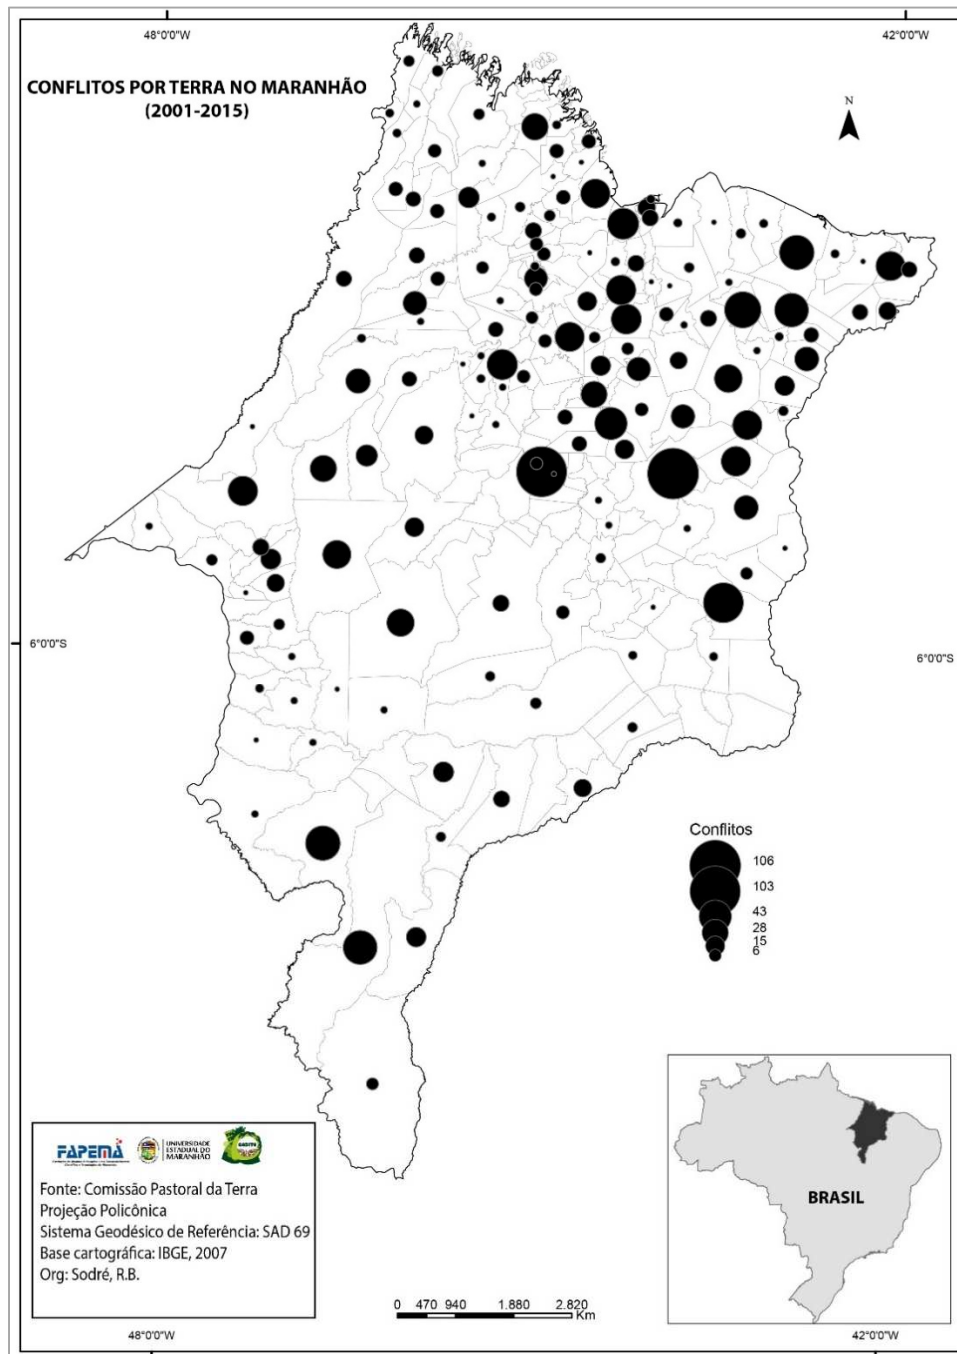 48°0'0"W
42°0'0"W
CONFLITOS POR TERRA NO MARANHÃO
(2001-2015)
N
6°0'0"S
6°0'0"S
Conflitos
106
103
43
28
15
6
BRASIL
FAPEMA
UNIVERSIDADE
ESTADUAL DO
MARANHÃO
Fonte: Comissão Pastoral da Terra
Projeção Policônica
Sistema Geodésico de Referência: SAD 69
Base cartográfica: IBGE, 2007
Org: Sodré, R.B.
0 470 940 1.880 2.820
Km
48°0'0"W
42°0'0"W